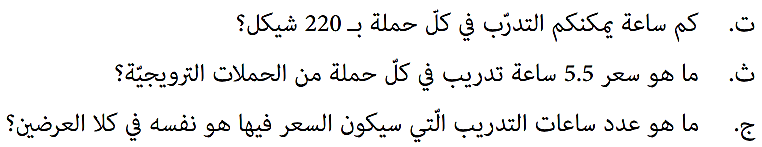 ت. كم ساعة يمكنكم التدرّب في كلّ حملة بـ 220 شيكل؟
ث. ما هو سعر 5.5 ساعة تدريب في كلّ حملة من الحملات الترويجيّة؟
ج. ما هو عدد ساعات التدريب الّتي سيكون السعر فيها هو نفسه في كلا العرضين؟